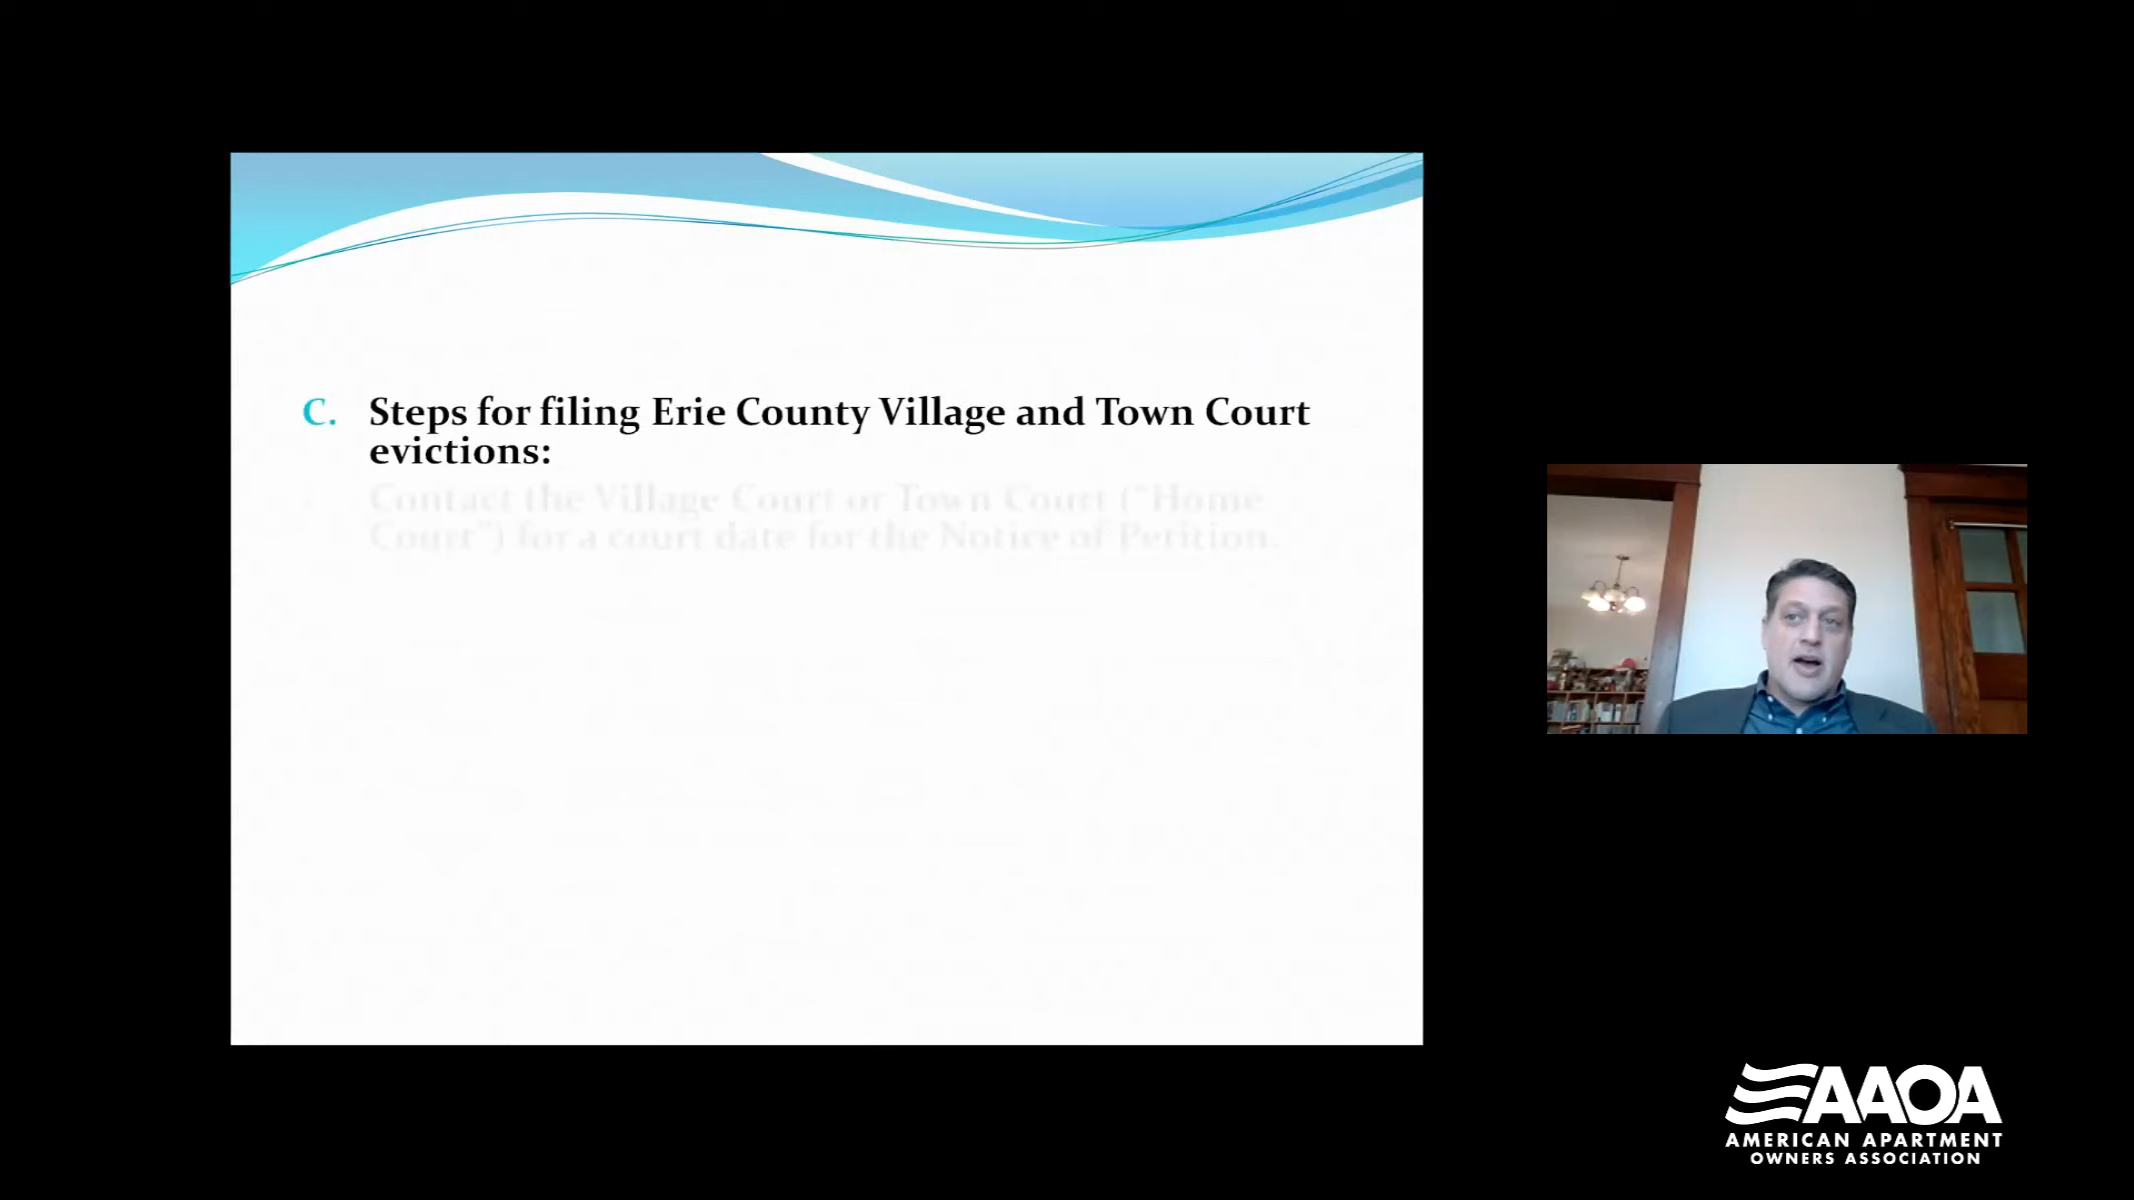 C. Steps for filing Erie County Village and Town Court
evictions:
Contact the Village Court or Town Court ("Home
Court") for a court date for the Notice of Petition.
AAOA
AMERICAN APARTMENT
OWNERS ASSOCIATION